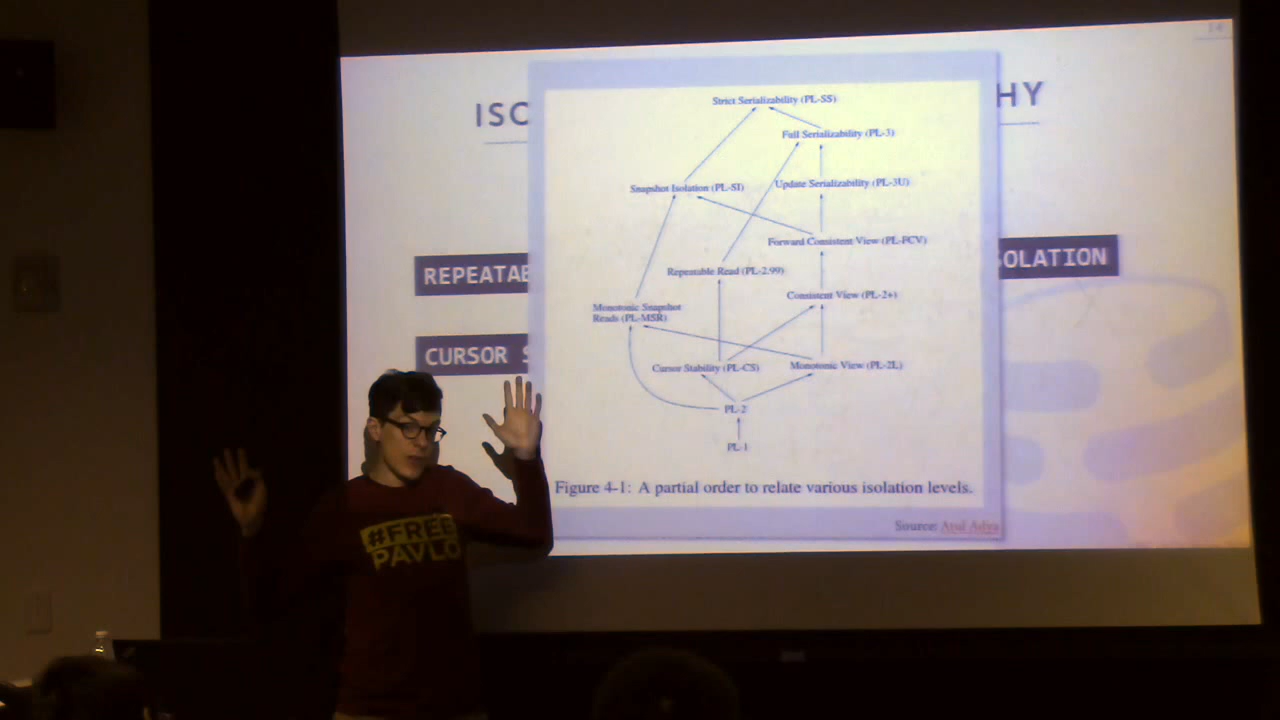 14
ISO
HY
Strict Serializability (PL-SS)
Full Serializability (PL-3)
Snapshot Isolation (PL-SI)
Update Serializability (PL-3U)
Forward Consistent View (PL-FCV)
REPEATAB
OLATION
Repeatable Read (PL-2.99)
Consistent View (PL-2+)
Monotonic Snapshot
Reads (PL-MSR)
CURSOR S
Cursor Stability (PL-CS)
Monotonic View (PL-2L)
PL-2
PL-1
Figure 4-1: A partial order to relate various isolation levels.
Source: Atul Adya
#FREE
PAVLO